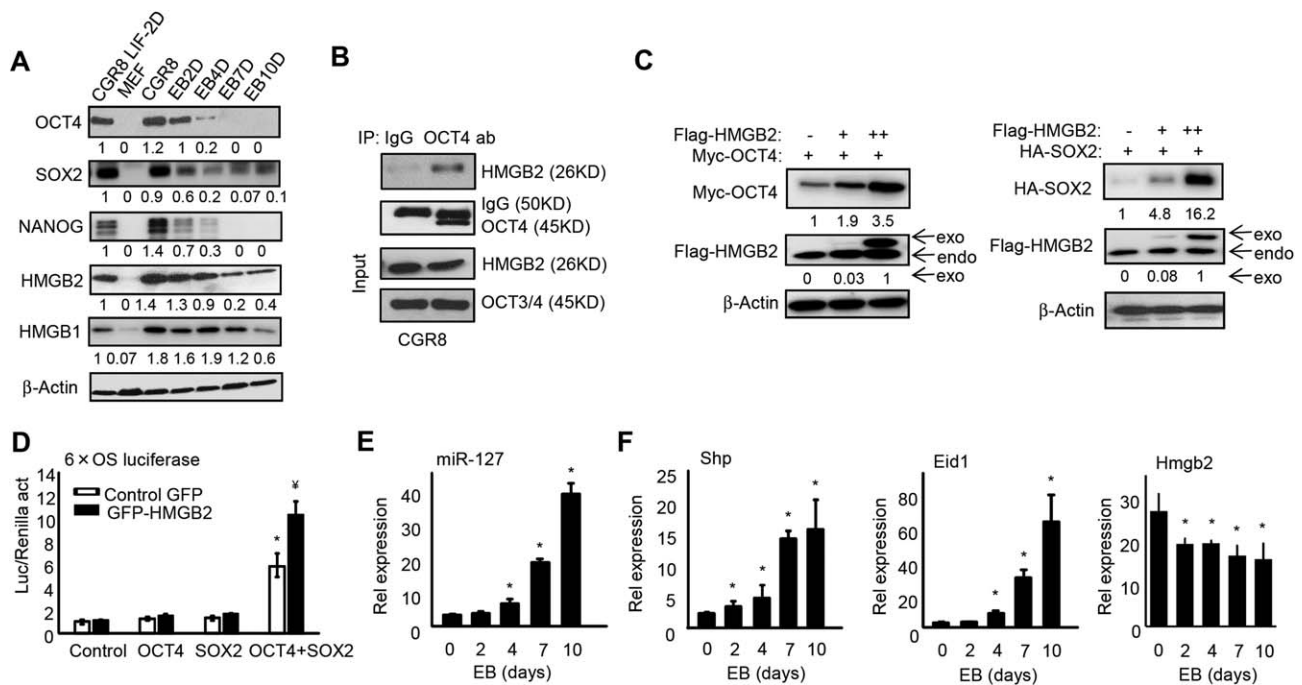 A
CGR8 LIF-2D
MEF
CGR8
EB2D
EB4D
EB7D
EB10D
OCT4
1 0 1.2 1 0.2 0 0
SOX2
1 0 0.9 0.6 0.2 0.07 0.1
NANOG
1 0 1.4 0.7 0.3 0 0
HMGB2
1 0 1.4 1.3 0.9 0.2 0.4
HMGB1
1 0.07 1.8 1.6 1.9 1.2 0.6
β-Actin
B
IP: IgG OCT4 ab
HMGB2 (26KD)
IgG (50KD)
OCT4 (45KD)
Input
HMGB2 (26KD)
OCT3/4 (45KD)
CGR8
C
Flag-HMGB2: - + ++
Myc-OCT4: + + +
Myc-OCT4
1 1.9 3.5
Flag-HMGB2
exo
endo
0 0.03 1 exo
β-Actin
Flag-HMGB2: - + ++
HA-SOX2: + + +
HA-SOX2
1 4.8 16.2
Flag-HMGB2
exo
endo
0 0.08 1 exo
β-Actin
D
6 × OS luciferase
Luc/Renilla act
14
12
10
8
6
4
2
0
Control GFP
GFP-HMGB2
*
¥
Control OCT4 SOX2 OCT4+SOX2
E
miR-127
Rel expression
40
30
20
10
0
* * *
0 2 4 7 10
EB (days)
F
Shp
Rel expression
25
20
15
10
5
0
* * * *
0 2 4 7 10
EB (days)
Eid1
Rel expression
80
60
40
20
0
* * *
0 2 4 7 10
EB (days)
Hmgb2
Rel expression
30
20
10
0
* * * *
0 2 4 7 10
EB (days)